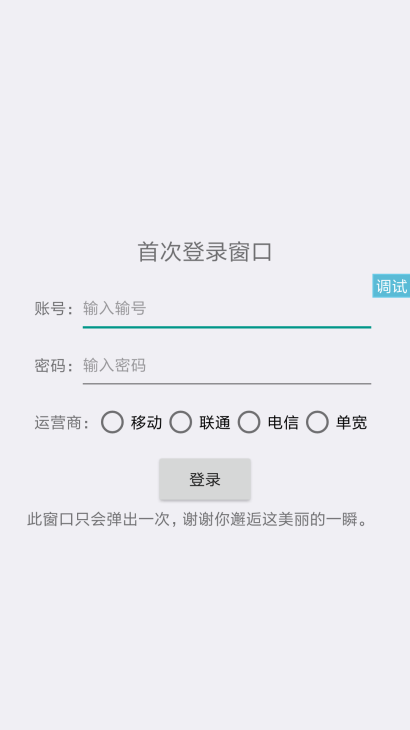 首次登录窗口
调试
账号：输入输号
密码：输入密码
运营商： 移动 联通 电信 单宽
登录
此窗口只会弹出一次，谢谢你邂逅这美丽的一瞬。